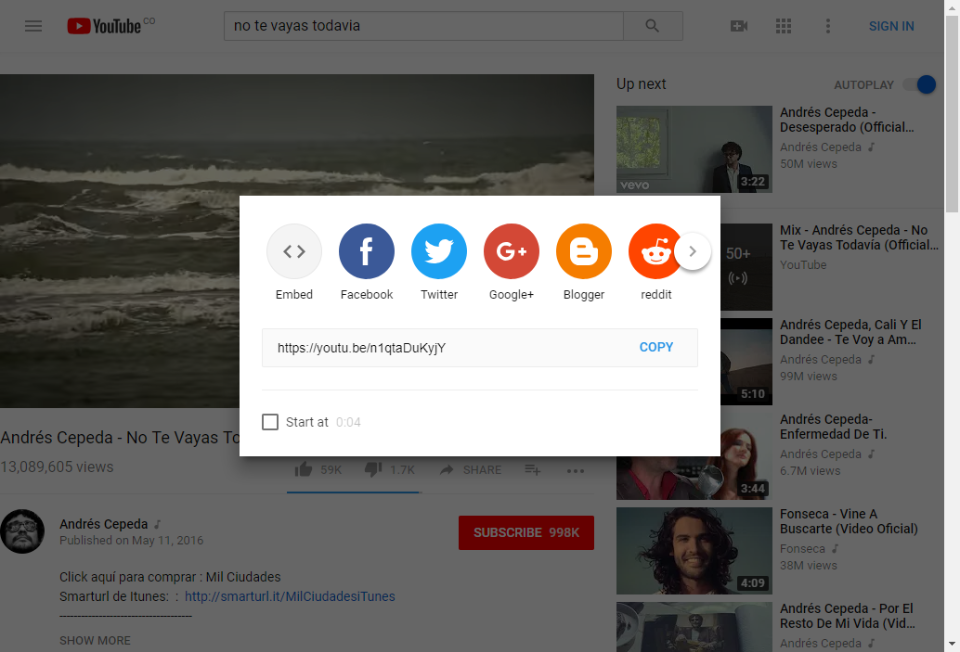 YouTube CO
no te vayas todavia
SIGN IN
Up next
AUTOPLAY
Andrés Cepeda -
Desesperado (Official...
Andrés Cepeda
50M views
vevo
3:22
50+
Mix - Andrés Cepeda - No
Te Vayas Todavía (Official...
YouTube
Andrés Cepeda, Cali Y El
Dandee - Te Voy a Am...
Andrés Cepeda
99M views
5:10
Andrés Cepeda-
Enfermedad De Ti.
Andrés Cepeda
6.7M views
3:44
Fonseca - Vine A
Buscarte (Video Oficial)
Fonseca
38M views
4:09
Andrés Cepeda - Por El
Resto De Mi Vida (Vid...
Andrés Cepeda
Embed
Facebook
Twitter
Google+
Blogger
reddit
https://youtu.be/n1qtaDuKyjY
COPY
Start at 0:04
Andrés Cepeda - No Te Vayas To
13,089,605 views
59K
1.7K
SHARE
Andrés Cepeda
Published on May 11, 2016
SUBSCRIBE 998K
Click aquí para comprar : Mil Ciudades
Smarturl de Itunes: : http://smarturl.it/MilCiudadesiTunes
------------------------------------
SHOW MORE